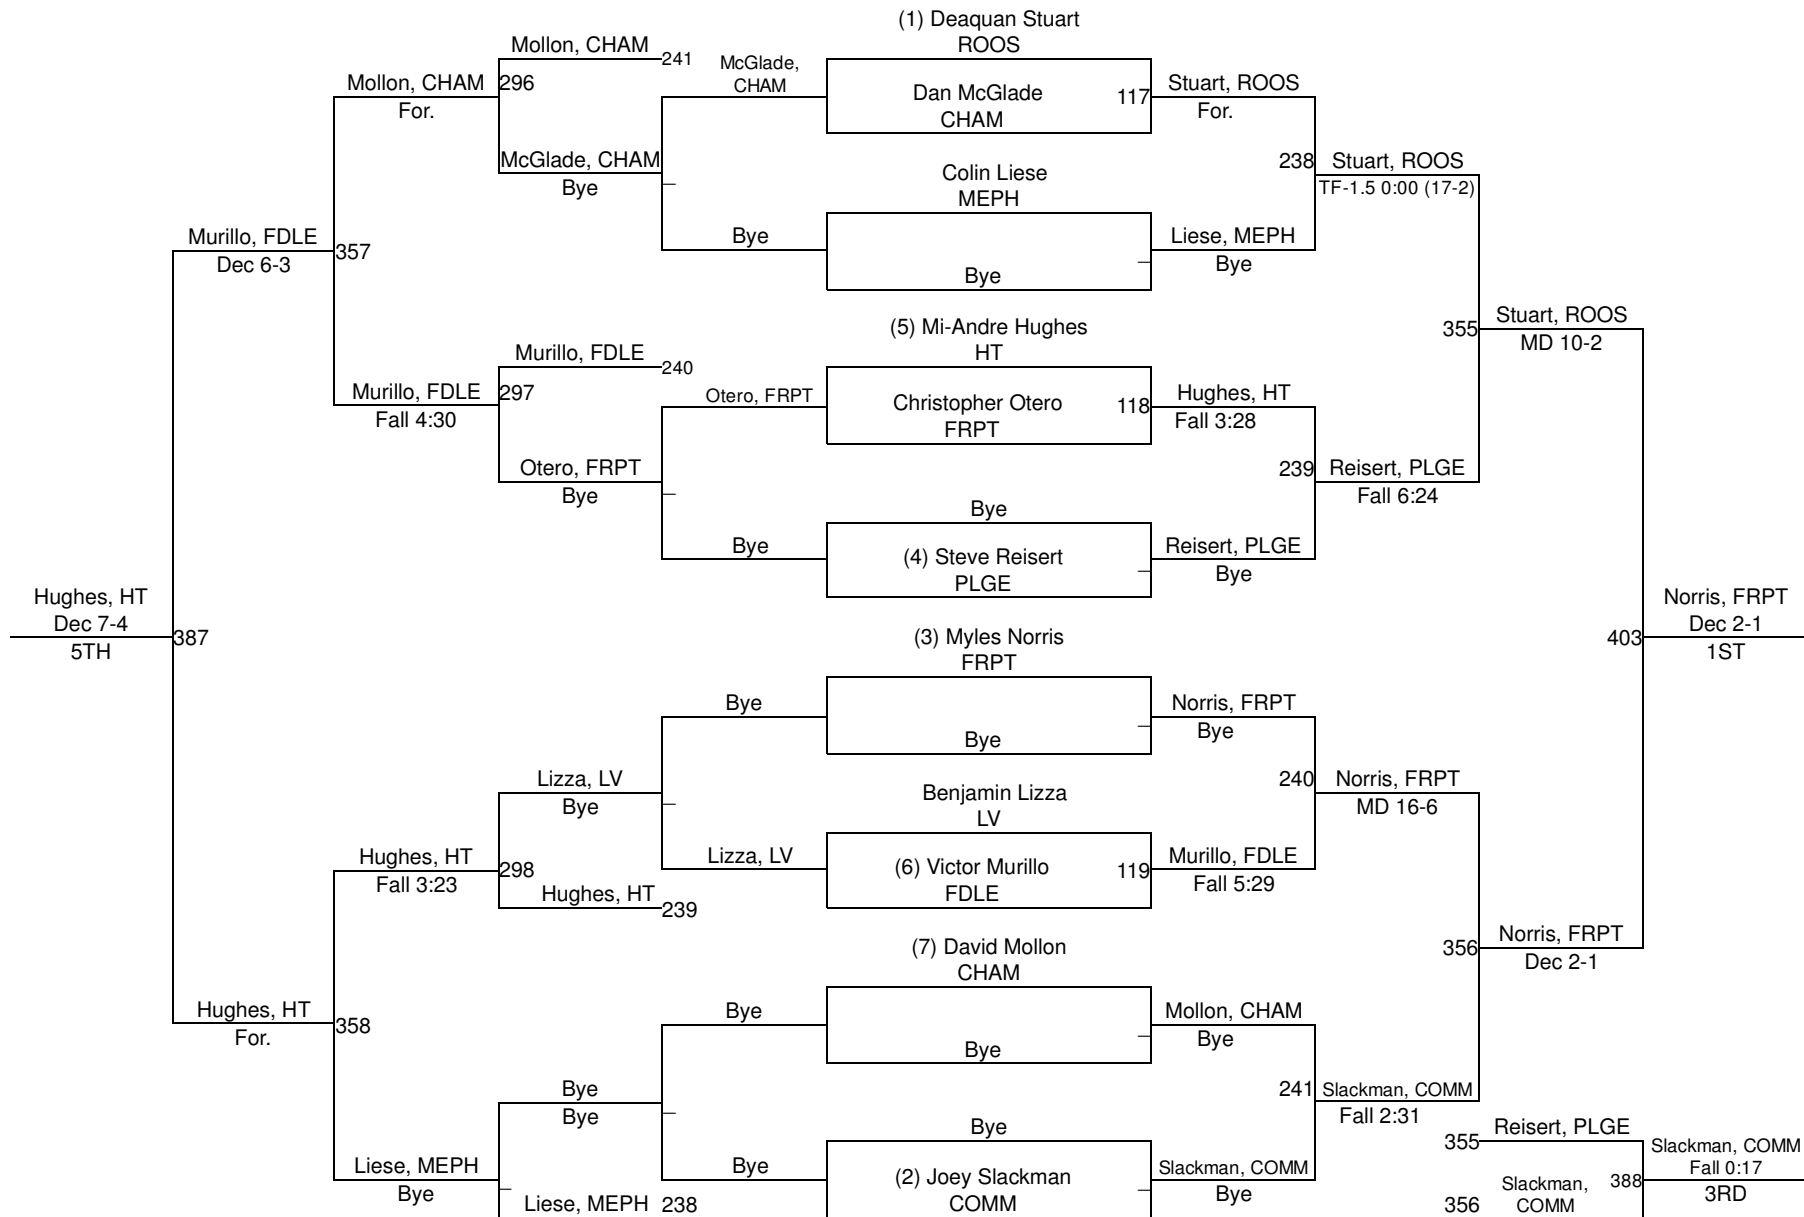 (1) Deaquan Stuart
ROOS
Mollon, CHAM
241
McGlade,
CHAM
Mollon, CHAM
296
For.
Dan McGlade
CHAM
117
Stuart, ROOS
For.
McGlade, CHAM
Bye
Colin Liese
MEPH
238
Stuart, ROOS
TF-1.5 0:00 (17-2)
Murillo, FDLE
Dec 6-3
357
Bye
Bye
Liese, MEPH
Bye
(5) Mi-Andre Hughes
HT
355
Stuart, ROOS
MD 10-2
Murillo, FDLE
240
Murillo, FDLE
297
Fall 4:30
Otero, FRPT
Christopher Otero
FRPT
118
Hughes, HT
Fall 3:28
Otero, FRPT
Bye
239
Reisert, PLGE
Fall 6:24
Bye
Bye
(4) Steve Reisert
PLGE
Reisert, PLGE
Bye
Hughes, HT
Dec 7-4
5TH
387
(3) Myles Norris
FRPT
403
Norris, FRPT
Dec 2-1
1ST
Bye
Bye
Norris, FRPT
Bye
Lizza, LV
Bye
Benjamin Lizza
LV
240
Norris, FRPT
MD 16-6
Hughes, HT
Fall 3:23
298
Lizza, LV
(6) Victor Murillo
FDLE
119
Murillo, FDLE
Fall 5:29
Hughes, HT
239
(7) David Mollon
CHAM
356
Norris, FRPT
Dec 2-1
Hughes, HT
For.
358
Bye
Bye
Mollon, CHAM
Bye
Bye
Bye
241
Slackman, COMM
Fall 2:31
Bye
355
Reisert, PLGE
Liese, MEPH
Bye
Bye
(2) Joey Slackman
COMM
Slackman, COMM
Bye
Slackman, COMM
Fall 0:17
3RD
388
Liese, MEPH
238
356
Slackman,
COMM